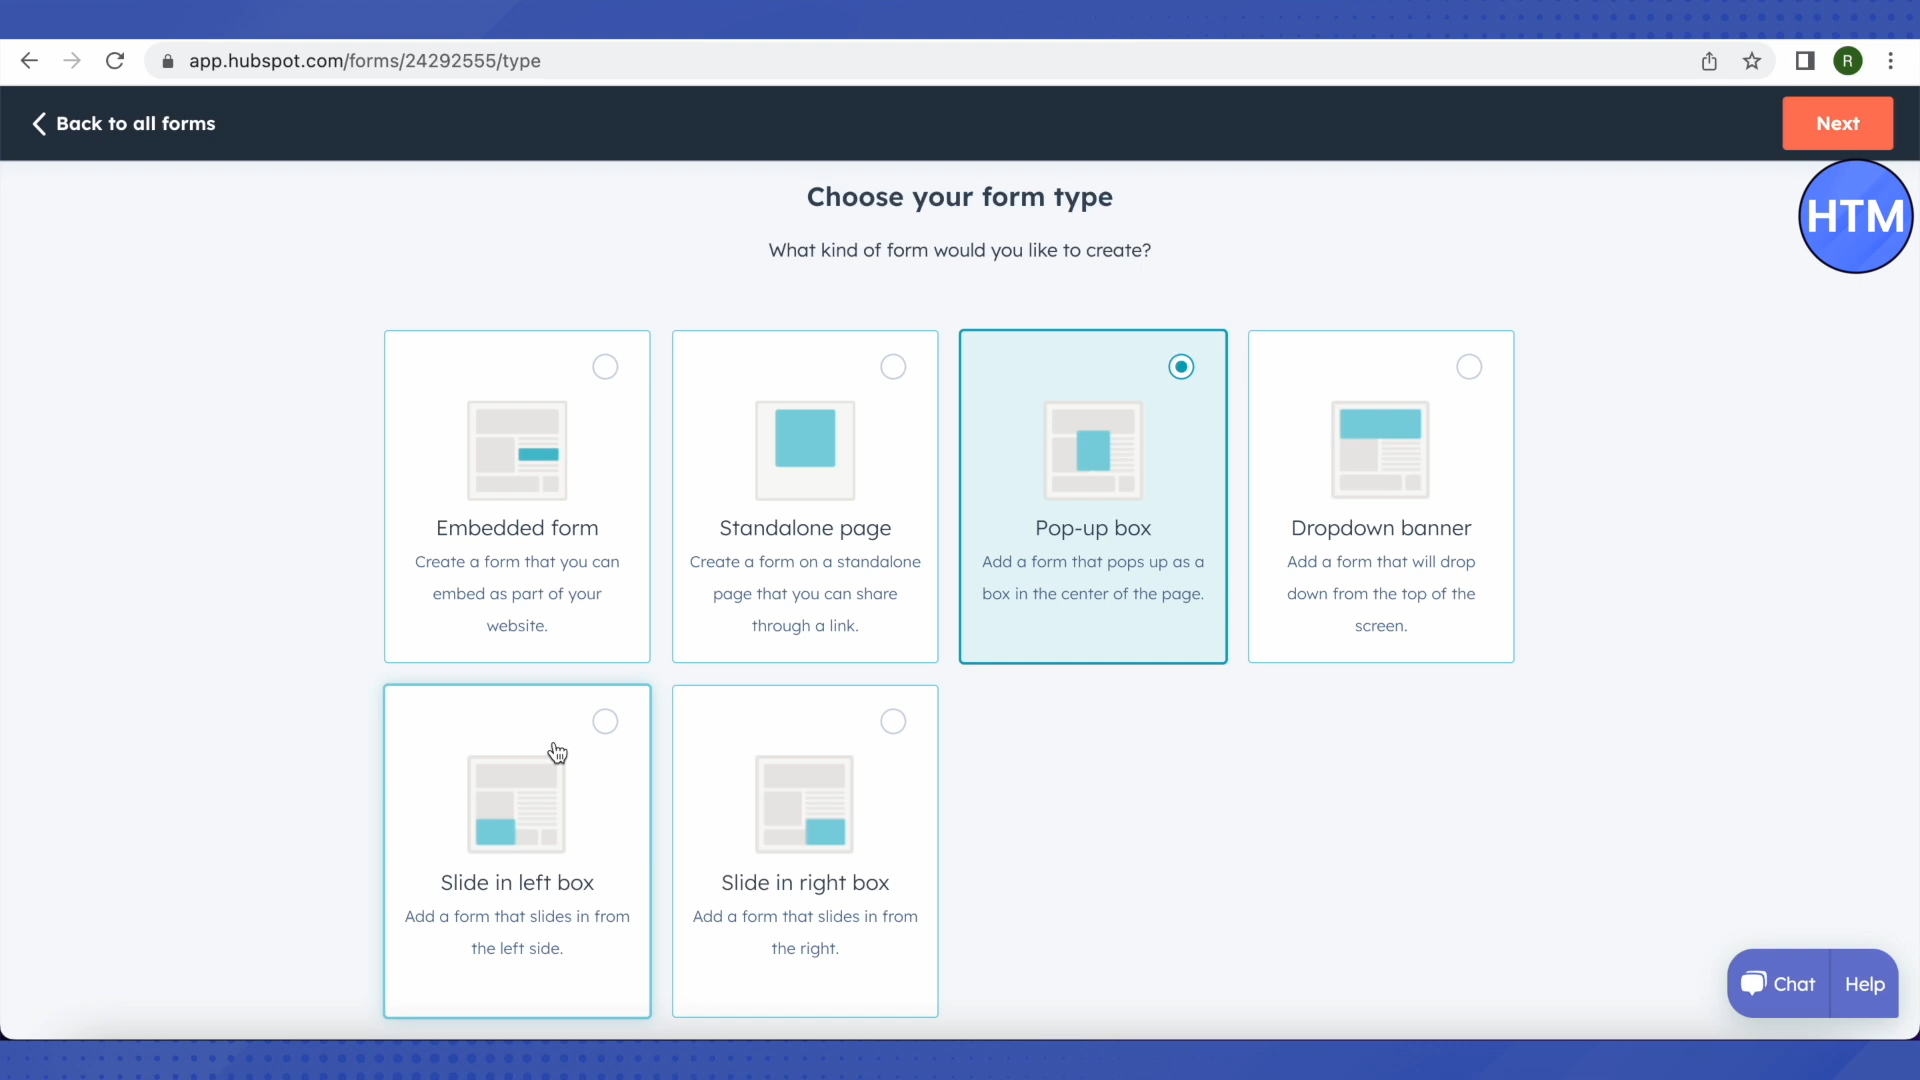 app.hubspot.com/forms/24292555/type
R
Back to all forms
Next
HTM
Choose your form type
What kind of form would you like to create?
Embedded form
Create a form that you can
embed as part of your
website.
Standalone page
Create a form on a standalone
page that you can share
through a link.
Pop-up box
Add a form that pops up as a
box in the center of the page.
Dropdown banner
Add a form that will drop
down from the top of the
screen.
Slide in left box
Add a form that slides in from
the left side.
Slide in right box
Add a form that slides in from
the right.
Chat
Help